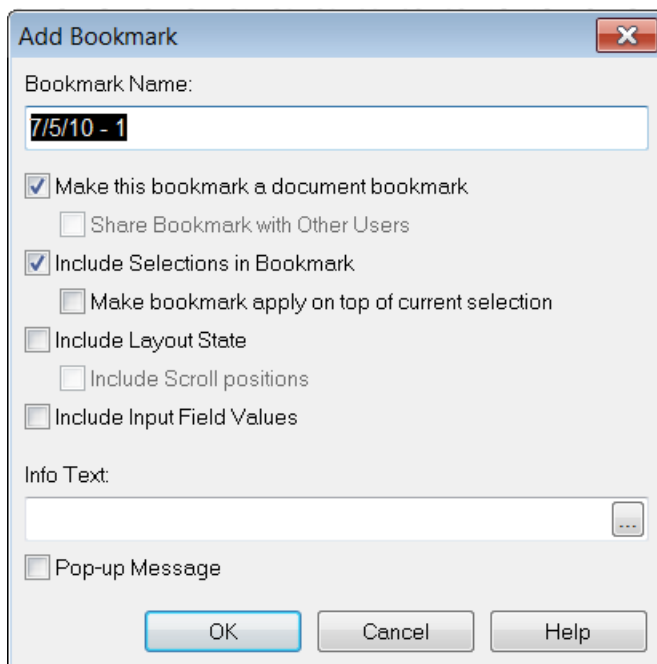 Add Bookmark
Bookmark Name:
7/5/10 - 1
Make this bookmark a document bookmark
Share Bookmark with Other Users
Include Selections in Bookmark
Make bookmark apply on top of current selection
Include Layout State
Include Scroll positions
Include Input Field Values
Info Text:
...
Pop-up Message
OK Cancel Help